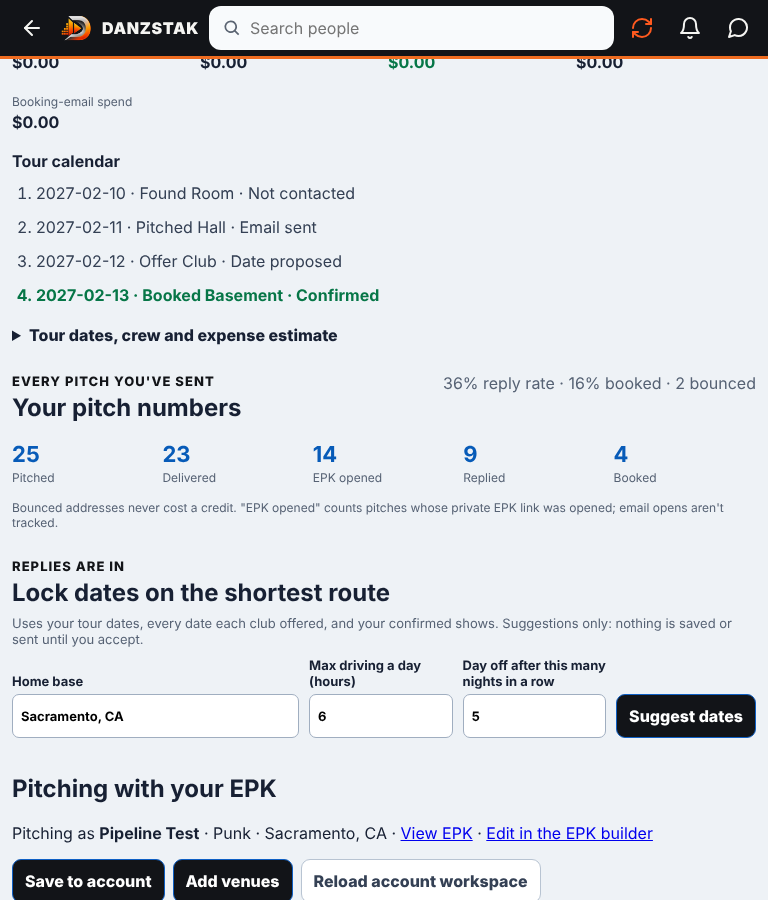 DANZSTAK
Search people
$0.00 $0.00 $0.00 $0.00
Booking-email spend
$0.00
Tour calendar
1. 2027-02-10 · Found Room · Not contacted
2. 2027-02-11 · Pitched Hall · Email sent
3. 2027-02-12 · Offer Club · Date proposed
4. 2027-02-13 · Booked Basement · Confirmed
Tour dates, crew and expense estimate
EVERY PITCH YOU'VE SENT
36% reply rate · 16% booked · 2 bounced
Your pitch numbers
25 23 14 9 4
Pitched Delivered EPK opened Replied Booked
Bounced addresses never cost a credit. "EPK opened" counts pitches whose private EPK link was opened; email opens aren't
tracked.
REPLIES ARE IN
Lock dates on the shortest route
Uses your tour dates, every date each club offered, and your confirmed shows. Suggestions only: nothing is saved or
sent until you accept.
Home base
Max driving a day
(hours)
Day off after this many
nights in a row
Sacramento, CA
6
5
Suggest dates
Pitching with your EPK
Pitching as Pipeline Test · Punk · Sacramento, CA · View EPK · Edit in the EPK builder
Save to account
Add venues
Reload account workspace